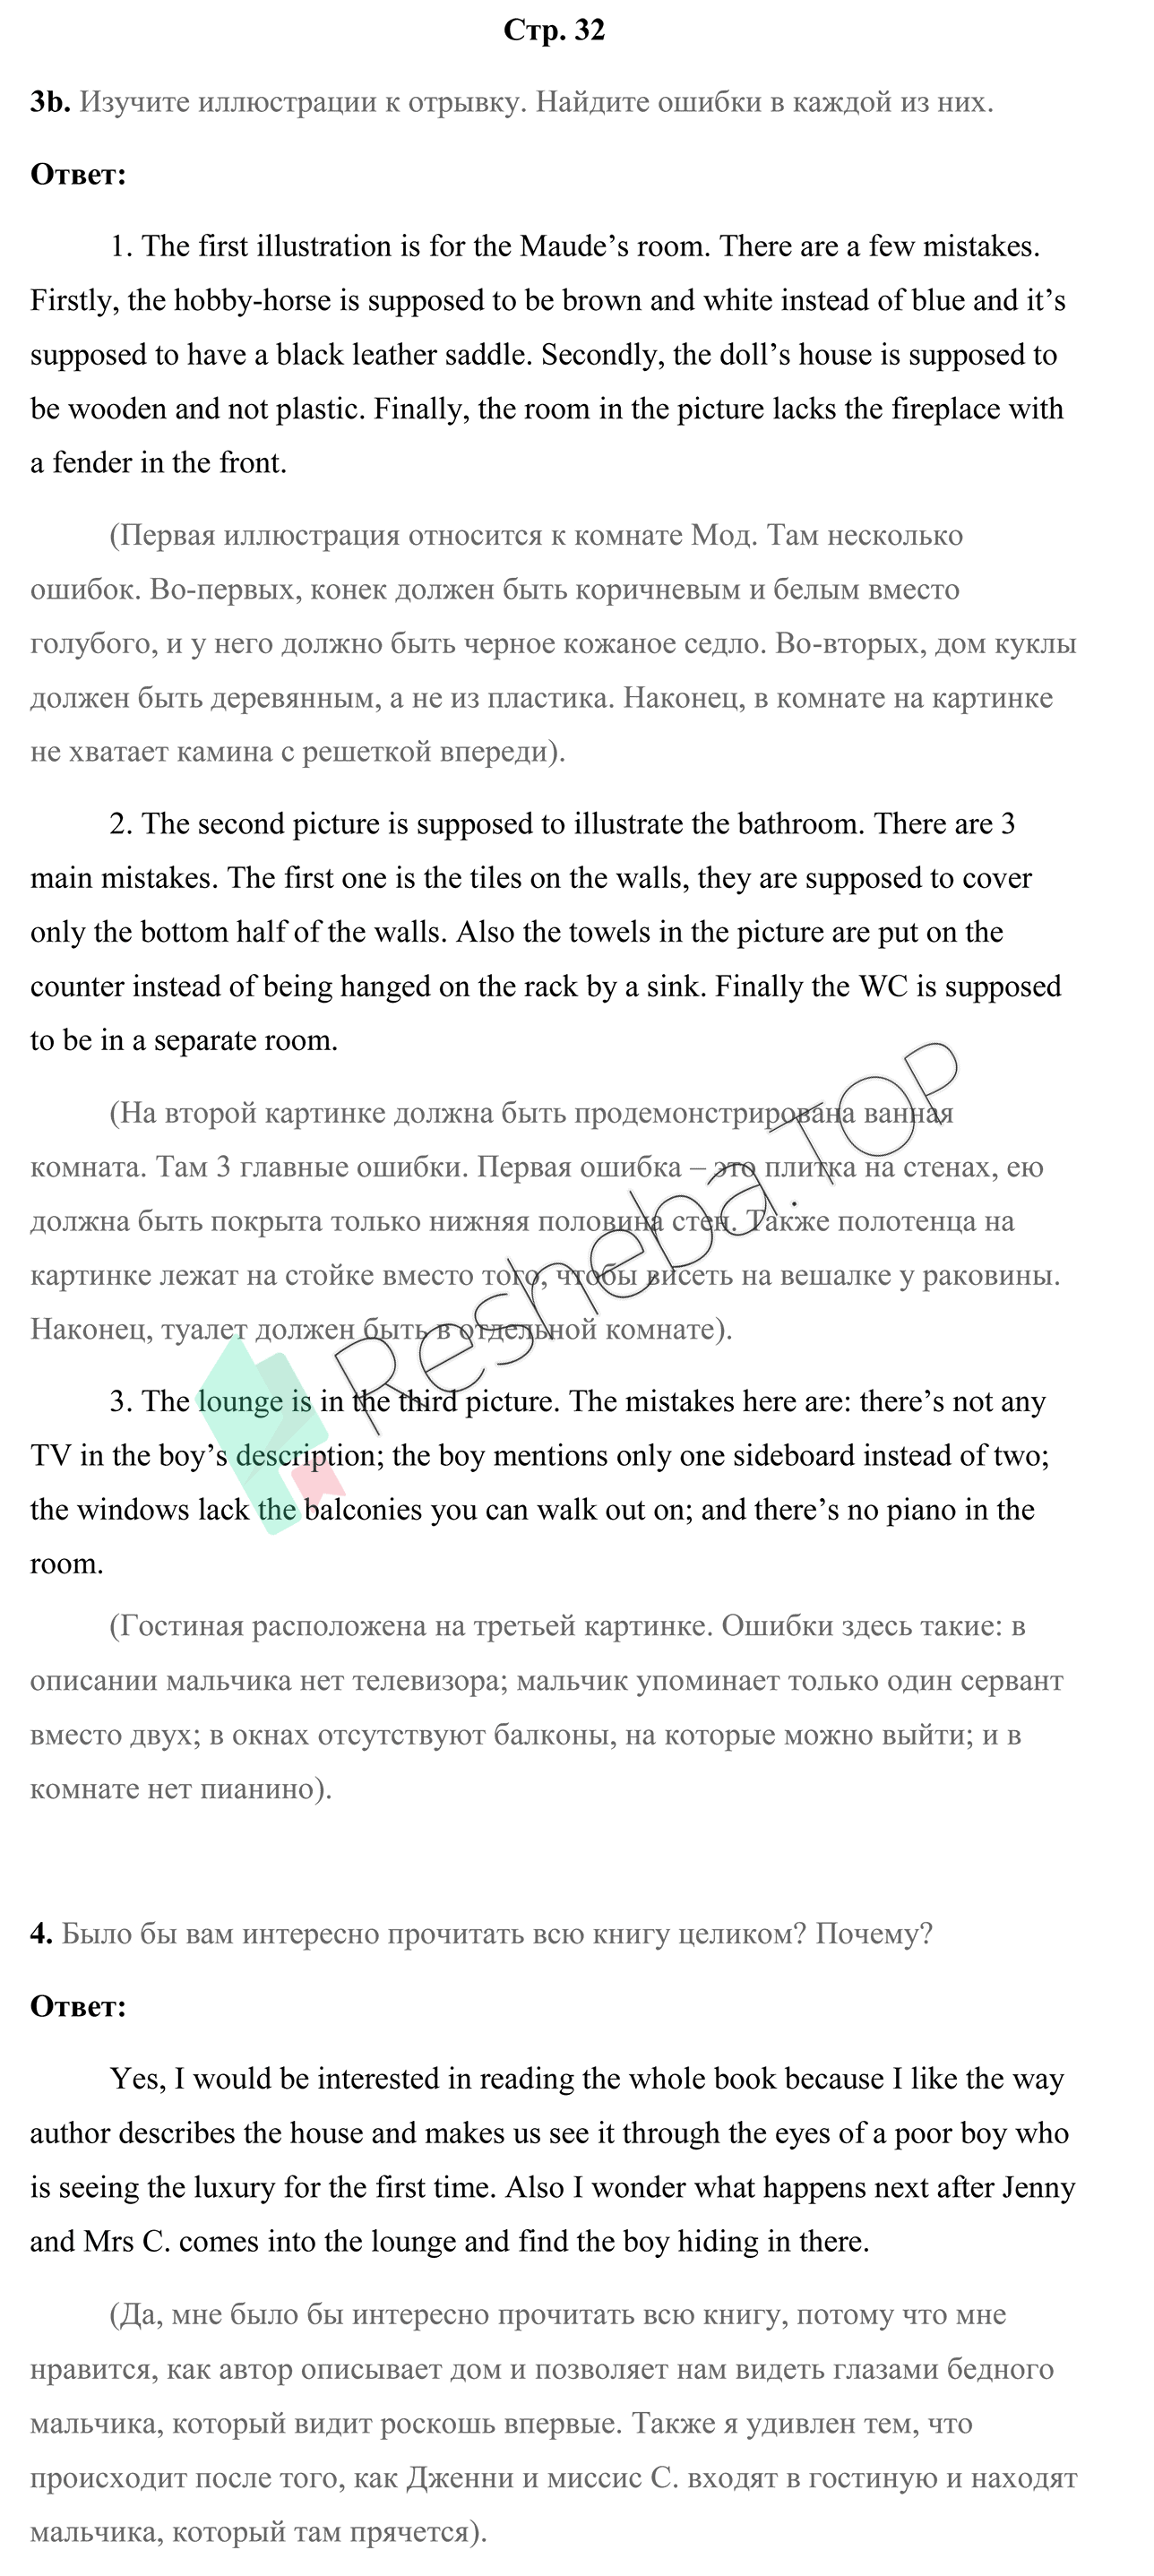 Стр. 32
3b. Изучите иллюстрации к отрывку. Найдите ошибки в каждой из них.
Ответ:
1. The first illustration is for the Maude’s room. There are a few mistakes.
Firstly, the hobby-horse is supposed to be brown and white instead of blue and it’s
supposed to have a black leather saddle. Secondly, the doll’s house is supposed to
be wooden and not plastic. Finally, the room in the picture lacks the fireplace with
a fender in the front.
(Первая иллюстрация относится к комнате Мод. Там несколько
ошибок. Во-первых, конек должен быть коричневым и белым вместо
голубого, и у него должно быть черное кожаное седло. Во-вторых, дом куклы
должен быть деревянным, а не из пластика. Наконец, в комнате на картинке
не хватает камина с решеткой впереди).
2. The second picture is supposed to illustrate the bathroom. There are 3
main mistakes. The first one is the tiles on the walls, they are supposed to cover
only the bottom half of the walls. Also the towels in the picture are put on the
counter instead of being hanged on the rack by a sink. Finally the WC is supposed
to be in a separate room.
(На второй картинке должна быть продемонстрирована ванная
комната. Там 3 главные ошибки. Первая ошибка – это плитка на стенах, ею
должна быть покрыта только нижняя половина стен. Также полотенца на
картинке лежат на стойке вместо того, чтобы висеть на вешалке у раковины.
Наконец, туалет должен быть в отдельной комнате).
Resheba.TOP
3. The lounge is in the third picture. The mistakes here are: there’s not any
TV in the boy’s description; the boy mentions only one sideboard instead of two;
the windows lack the balconies you can walk out on; and there’s no piano in the
room.
(Гостиная расположена на третьей картинке. Ошибки здесь такие: в
описании мальчика нет телевизора; мальчик упоминает только один сервант
вместо двух; в окнах отсутствуют балконы, на которые можно выйти; и в
комнате нет пианино).
4. Было бы вам интересно прочитать всю книгу целиком? Почему?
Ответ:
Yes, I would be interested in reading the whole book because I like the way
author describes the house and makes us see it through the eyes of a poor boy who
is seeing the luxury for the first time. Also I wonder what happens next after Jenny
and Mrs C. comes into the lounge and find the boy hiding in there.
(Да, мне было бы интересно прочитать всю книгу, потому что мне
нравится, как автор описывает дом и позволяет нам видеть глазами бедного
мальчика, который видит роскошь впервые. Также я удивлен тем, что
происходит после того, как Дженни и миссис С. входят в гостиную и находят
мальчика, который там прячется).